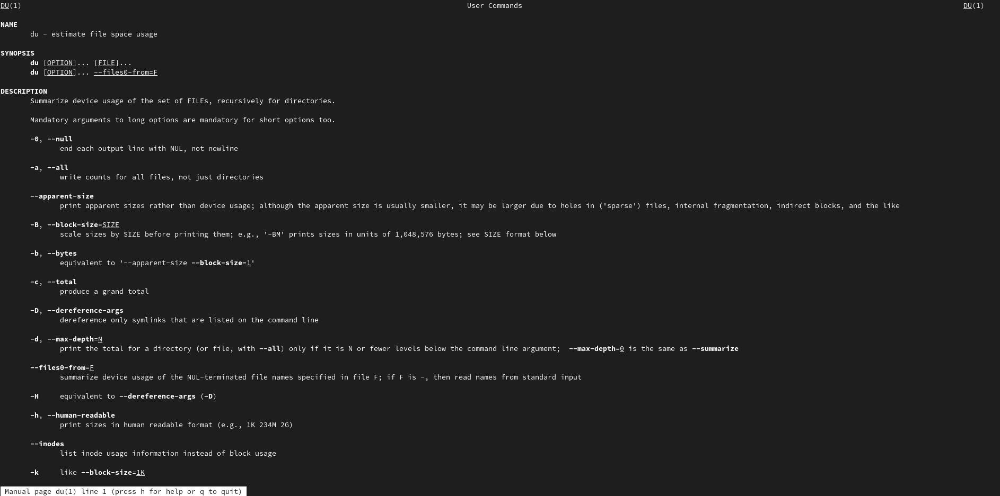 DU(1) User Commands DU(1)
NAME
du - estimate file space usage
SYNOPSIS
du [OPTION]... [FILE]...
du [OPTION]... --files0-from=F
DESCRIPTION
Summarize device usage of the set of FILEs, recursively for directories.
Mandatory arguments to long options are mandatory for short options too.
-0, --null
end each output line with NUL, not newline
-a, --all
write counts for all files, not just directories
--apparent-size
print apparent sizes rather than device usage; although the apparent size is usually smaller, it may be larger due to holes in ('sparse') files, internal fragmentation, indirect blocks, and the like
-B, --block-size=SIZE
scale sizes by SIZE before printing them; e.g., '-BM' prints sizes in units of 1,048,576 bytes; see SIZE format below
-b, --bytes
equivalent to '--apparent-size --block-size=1'
-c, --total
produce a grand total
-D, --dereference-args
dereference only symlinks that are listed on the command line
-d, --max-depth=N
print the total for a directory (or file, with --all) only if it is N or fewer levels below the command line argument;  --max-depth=0 is the same as --summarize
--files0-from=F
summarize device usage of the NUL-terminated file names specified in file F; if F is -, then read names from standard input
-H equivalent to --dereference-args (-D)
-h, --human-readable
print sizes in human readable format (e.g., 1K 234M 2G)
--inodes
list inode usage information instead of block usage
-k like --block-size=1K
Manual page du(1) line 1 (press h for help or q to quit)